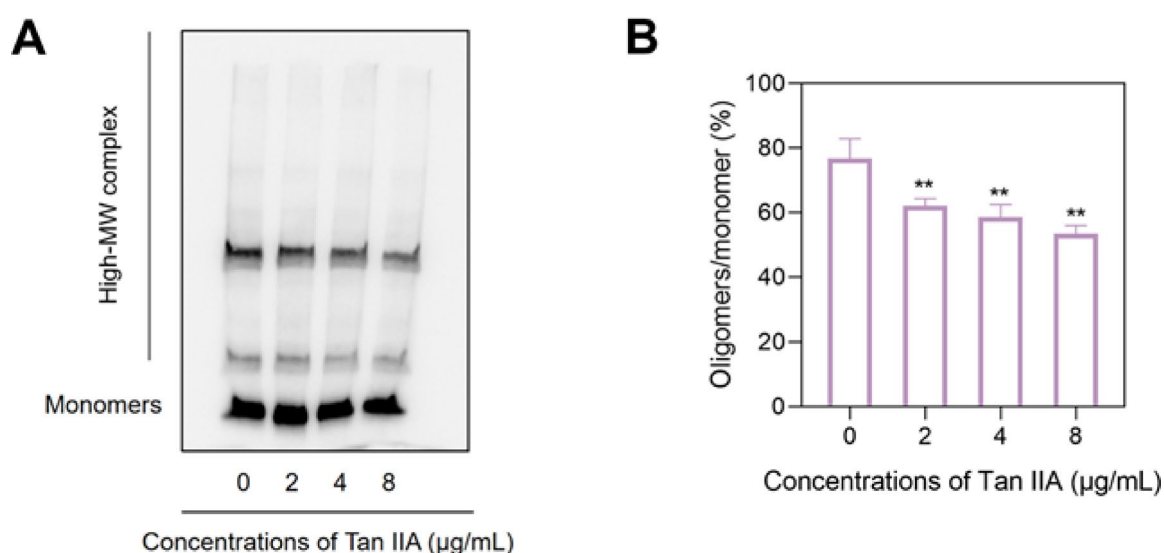 A
High-MW complex
Monomers
0 2 4 8
Concentrations of Tan IIA (µg/mL)
B
Oligomers/monomer (%)
100
80
60
40
20
0
** ** **
0 2 4 8
Concentrations of Tan IIA (µg/mL)